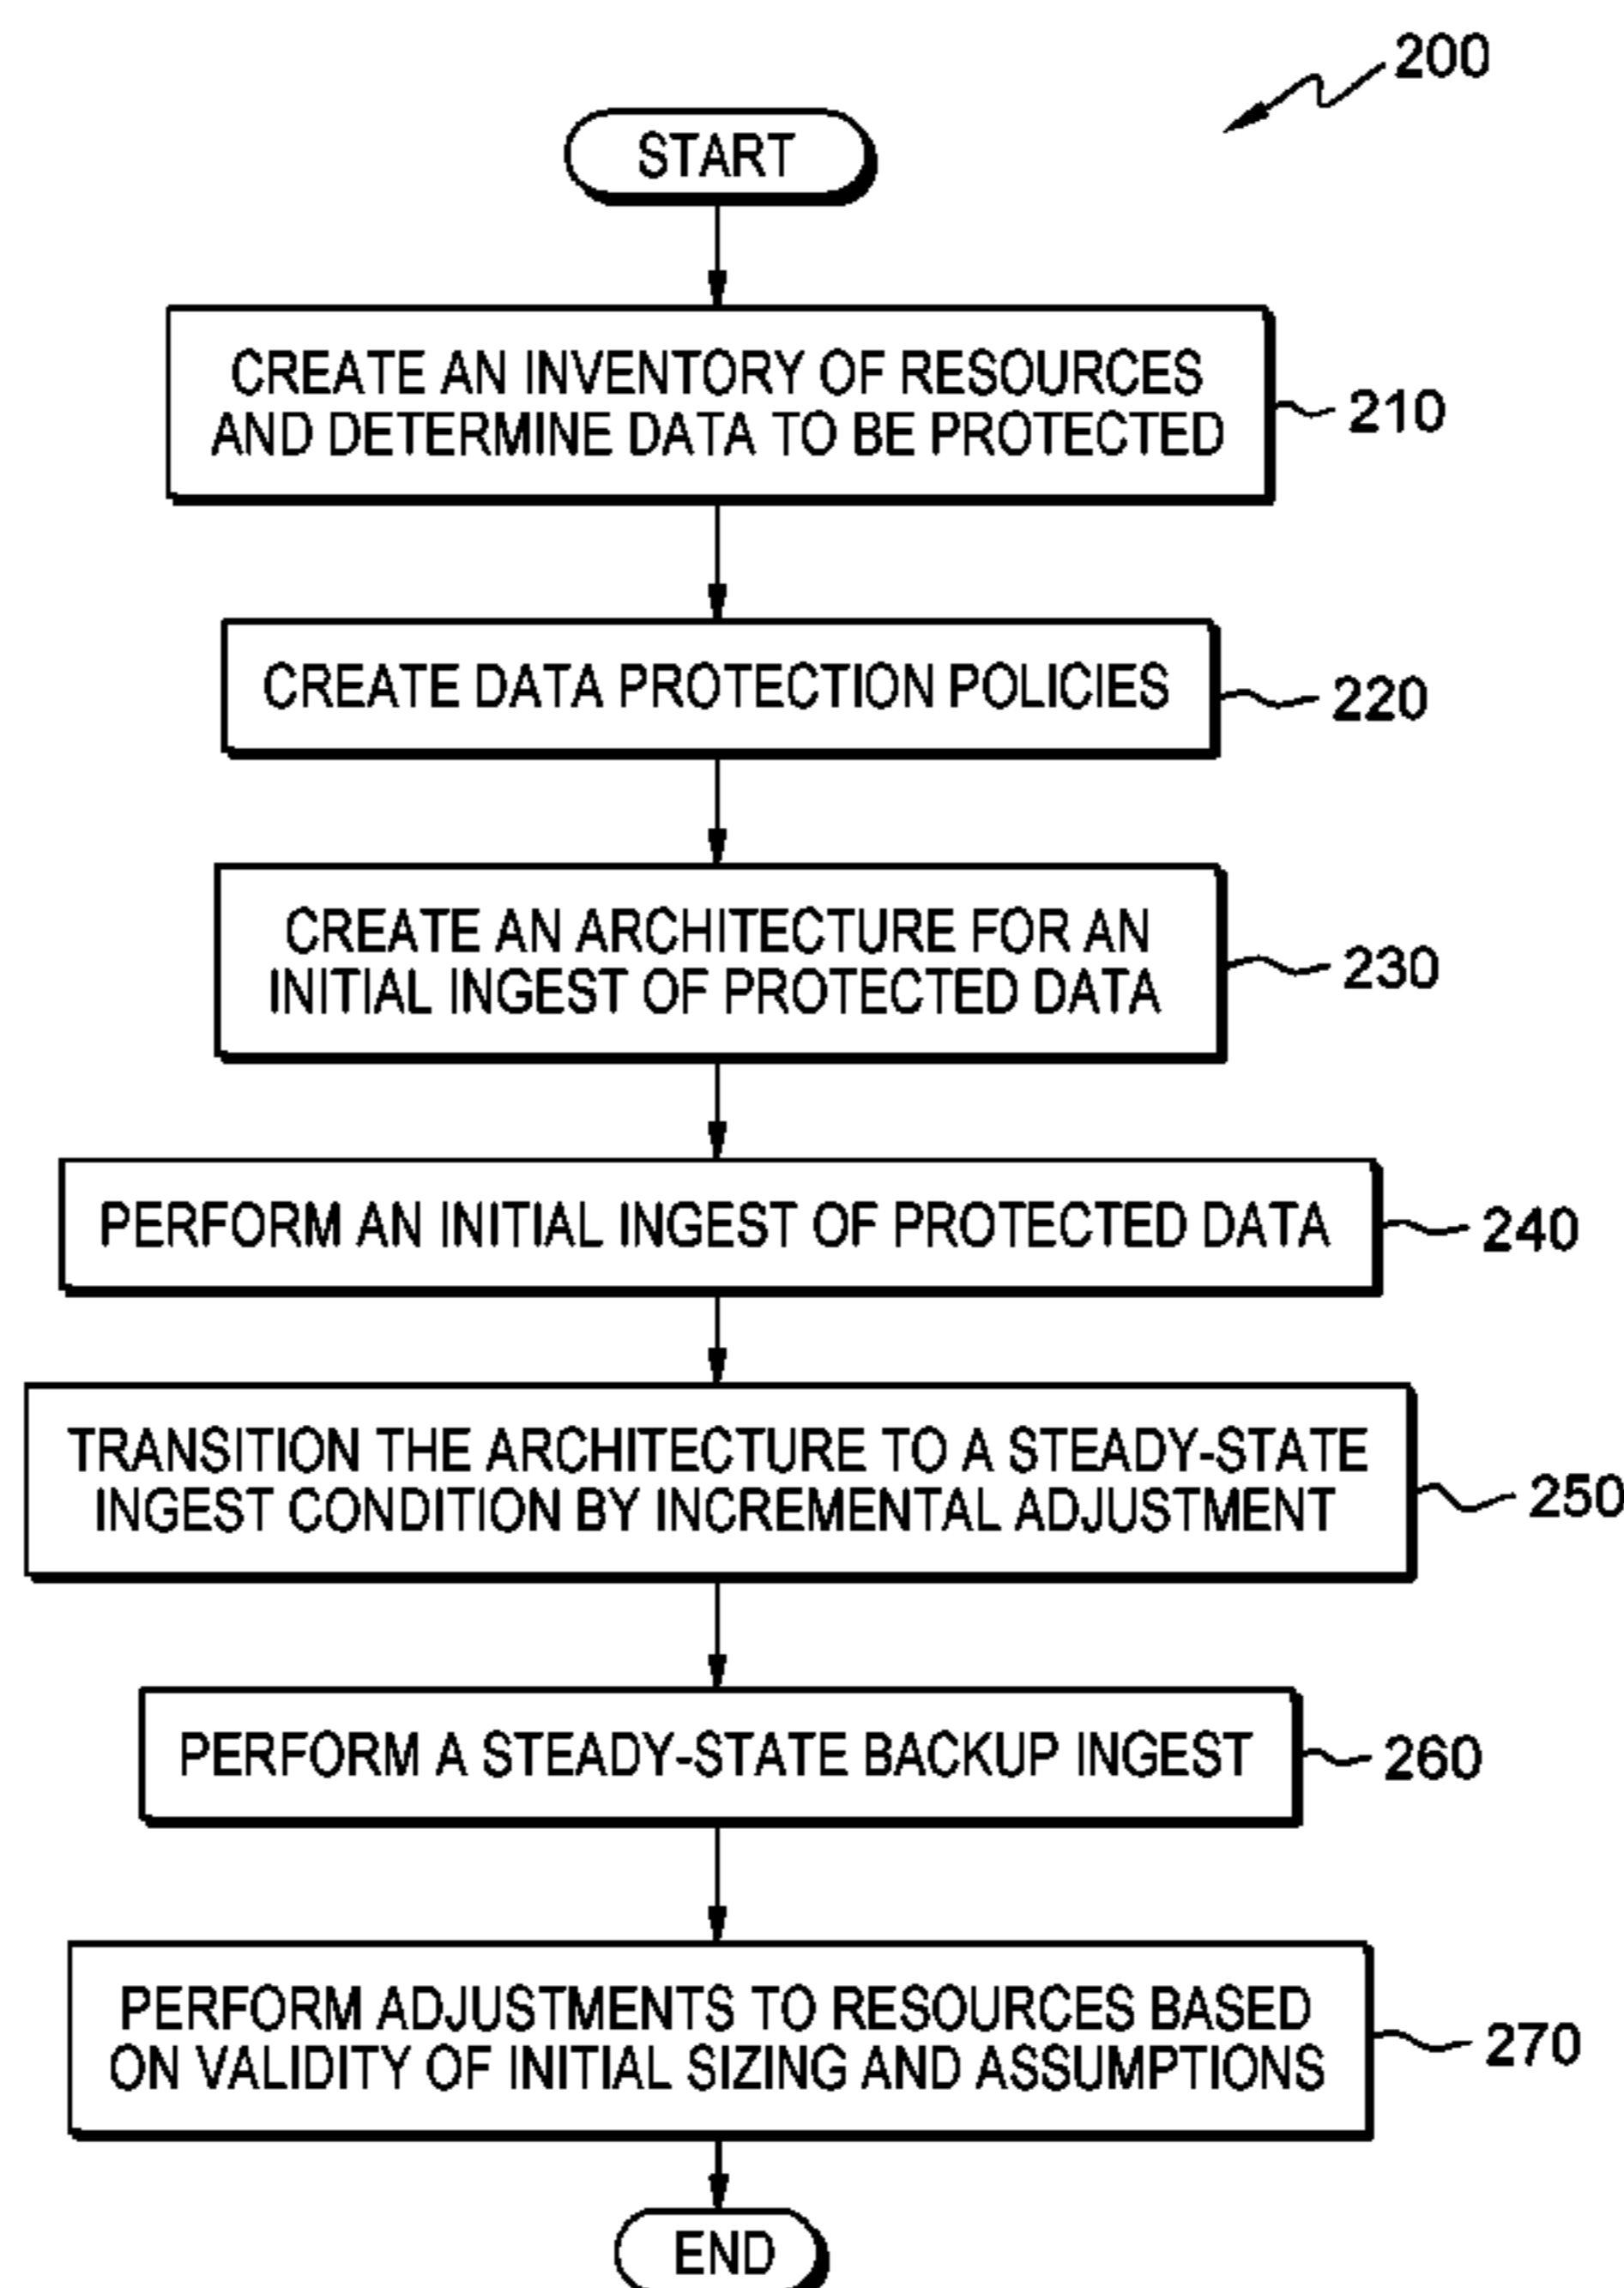 200
START
CREATE AN INVENTORY OF RESOURCES
AND DETERMINE DATA TO BE PROTECTED
210
CREATE DATA PROTECTION POLICIES
220
CREATE AN ARCHITECTURE FOR AN
INITIAL INGEST OF PROTECTED DATA
230
PERFORM AN INITIAL INGEST OF PROTECTED DATA
240
TRANSITION THE ARCHITECTURE TO A STEADY-STATE
INGEST CONDITION BY INCREMENTAL ADJUSTMENT
250
PERFORM A STEADY-STATE BACKUP INGEST
260
PERFORM ADJUSTMENTS TO RESOURCES BASED
ON VALIDITY OF INITIAL SIZING AND ASSUMPTIONS
270
END